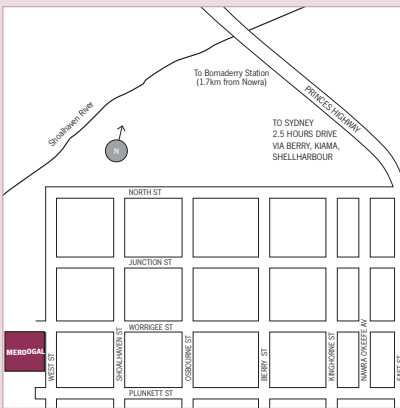 To Bomaderry Station
(1.7km from Nowra)
PRINCES HIGHWAY
Shoalhaven River
TO SYDNEY
2.5 HOURS DRIVE
VIA BERRY, KIAMA,
SHELLHARBOUR
N
NORTH ST
JUNCTION ST
WORRIGEE ST
MEROOGAL
WEST ST
SHOALHAVEN ST
OSBOURNE ST
BERRY ST
KINGHORNE ST
NAWRA O'KEEFE AV
EAST ST
PLUNKETT ST